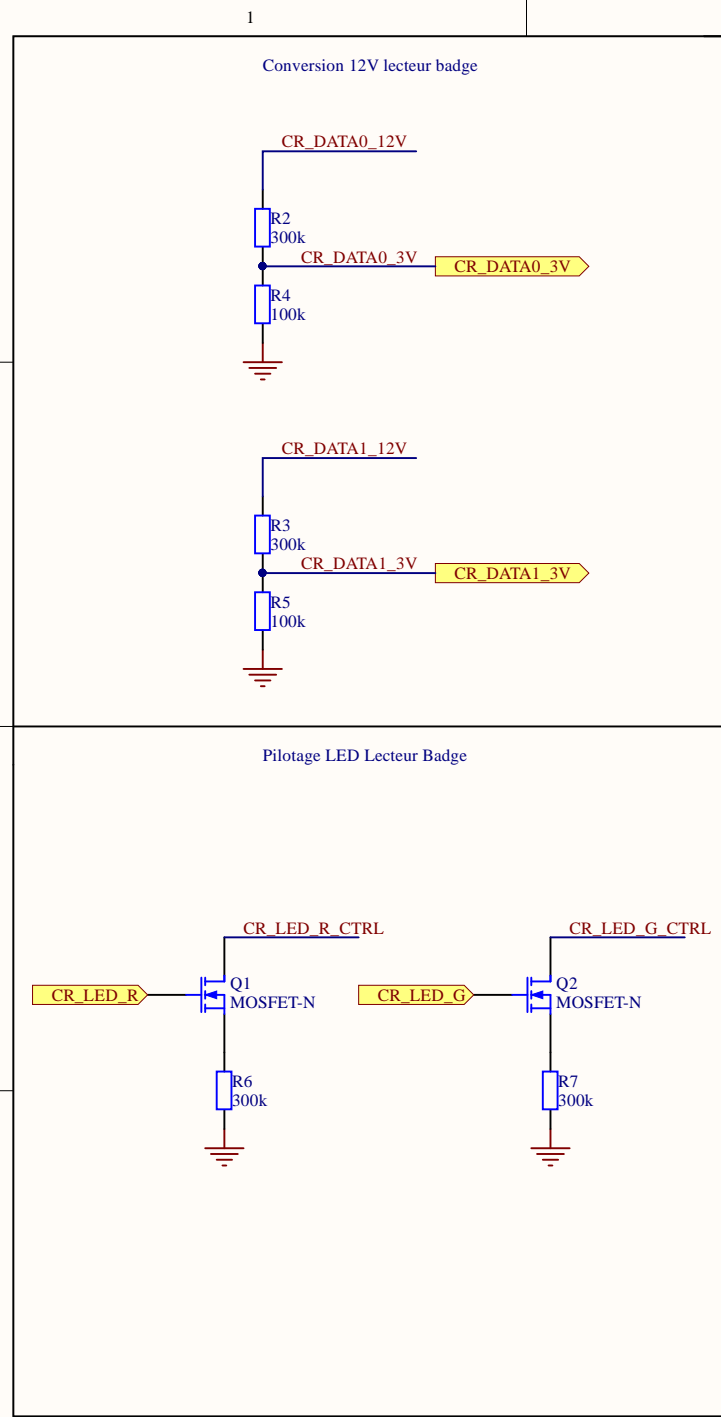 1
Conversion 12V lecteur badge
CR_DATA0_12V
R2
300k
CR_DATA0_3V
CR_DATA0_3V
R4
100k
CR_DATA1_12V
R3
300k
CR_DATA1_3V
CR_DATA1_3V
R5
100k
Pilotage LED Lecteur Badge
CR_LED_R_CTRL
CR_LED_R
Q1
MOSFET-N
R6
300k
CR_LED_G_CTRL
CR_LED_G
Q2
MOSFET-N
R7
300k